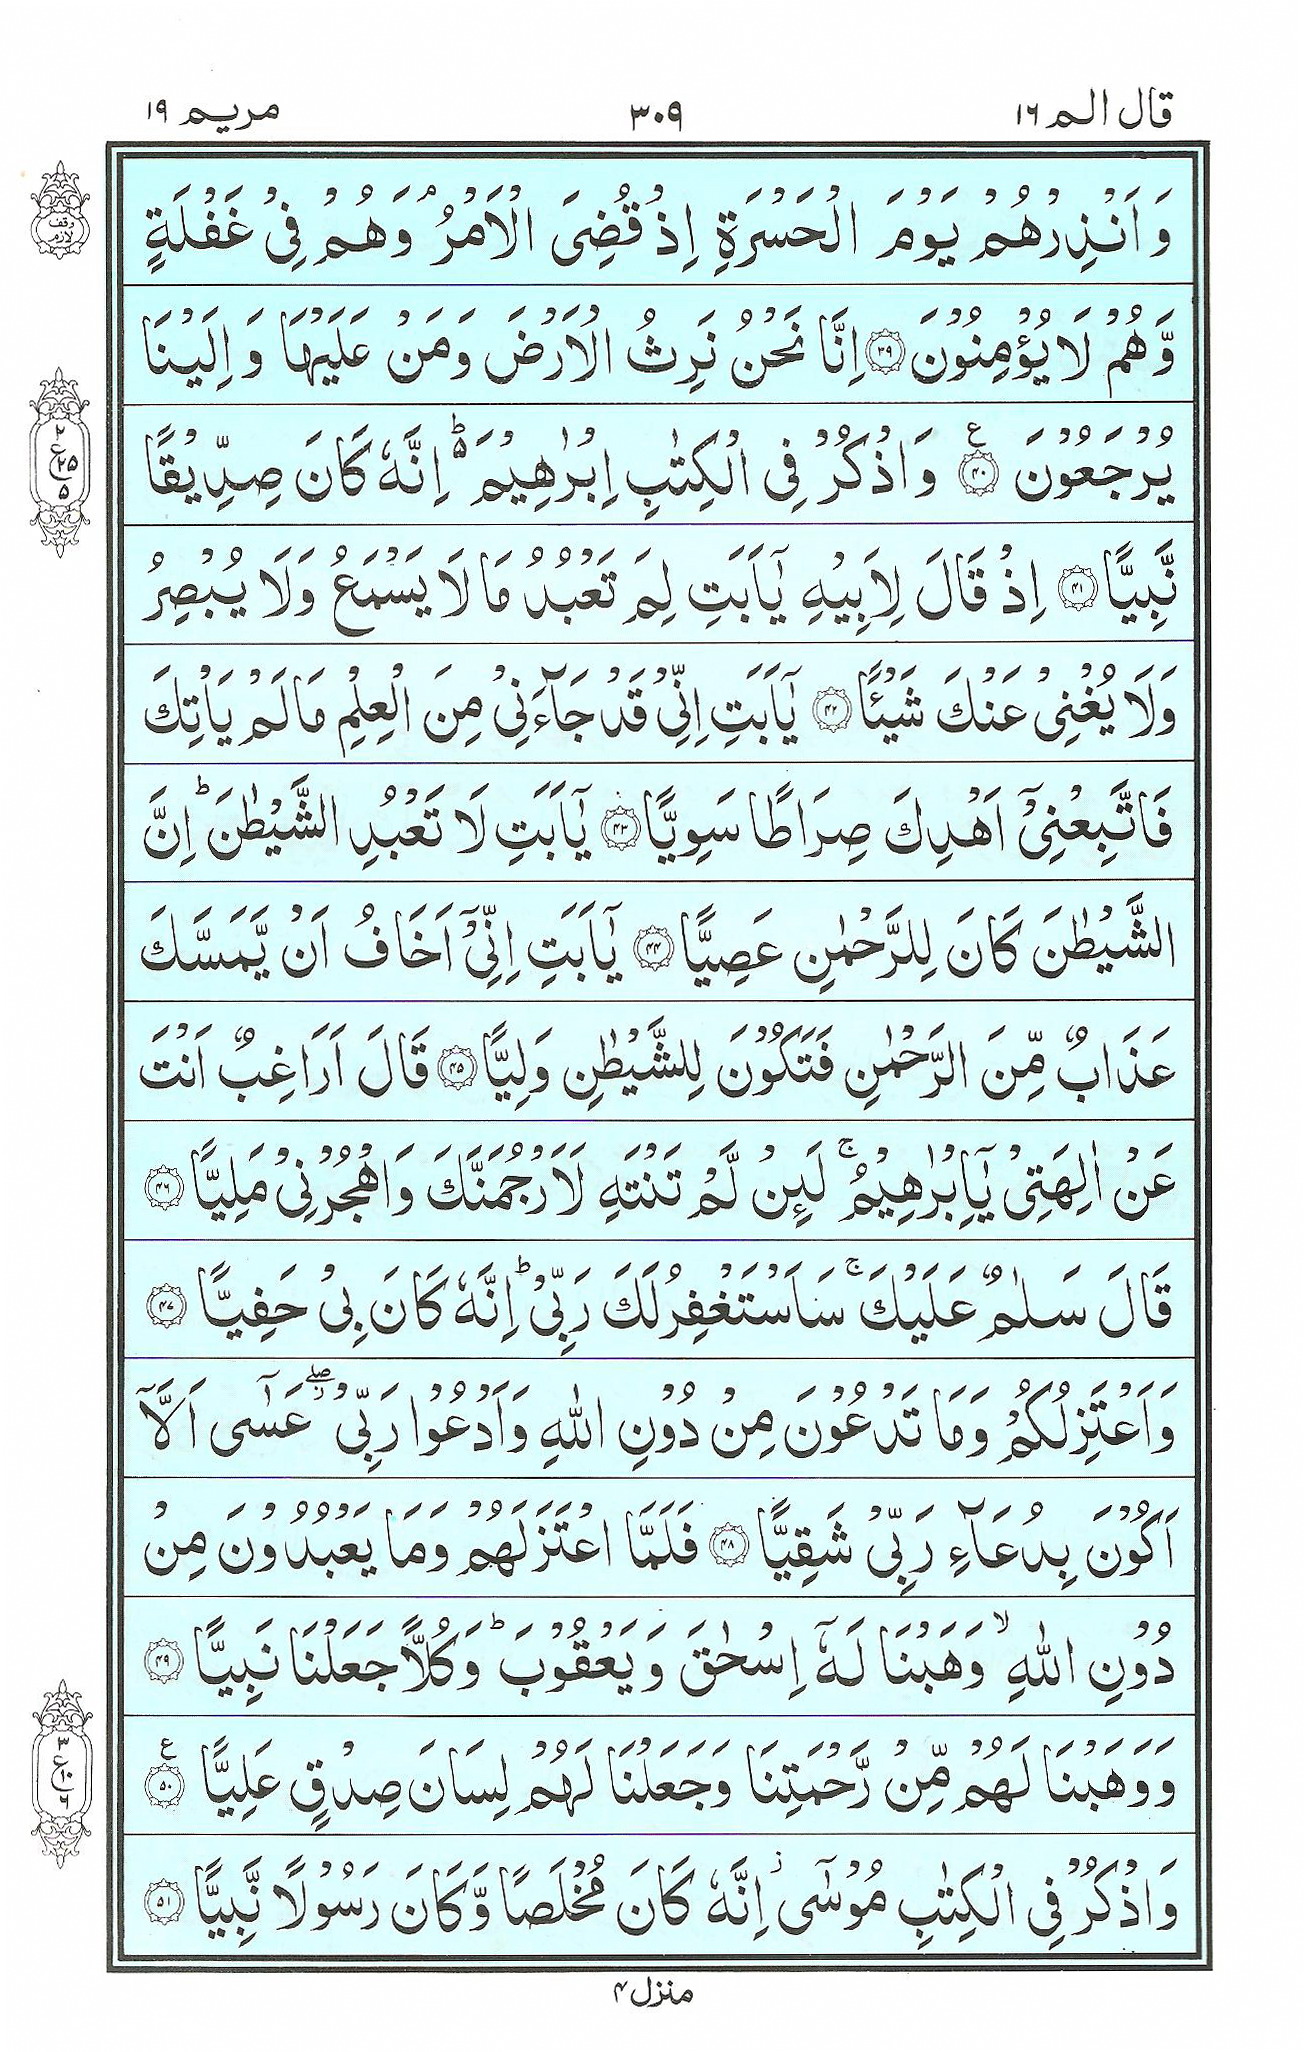 قال الم ١٦
٣٠٩
مريم ١٩
وَ اَنْذِرْهُمْ يَوْمَ الْحَسْرَةِ اِذْ قُضِىَ الْاَمْرُ ۘ وَهُمْ فِىْ غَفْلَةٍ
وقف لازم
وَّهُمْ لَا يُؤْمِنُوْنَ ۝٣٩ اِنَّا نَحْنُ نَرِثُ الْاَرْضَ وَمَنْ عَلَيْهَا وَ اِلَيْنَا
يُرْجَعُوْنَ ۝٤٠ ع وَاذْكُرْ فِى الْكِتٰبِ اِبْرٰهِيْمَ ۥؕ اِنَّهٗ كَانَ صِدِّيْقًا
٢
ع ٢٥
٥
نَّبِيًّا ۝٤١ اِذْ قَالَ لِاَبِيْهِ يٰۤاَبَتِ لِمَ تَعْبُدُ مَا لَا يَسْمَعُ وَلَا يُبْصِرُ
وَلَا يُغْنِىْ عَنْكَ شَيْئًا ۝٤٢ يٰۤاَبَتِ اِنِّىْ قَدْ جَآءَنِىْ مِنَ الْعِلْمِ مَا لَمْ يَاْتِكَ
فَاتَّبِعْنِىْۤ اَهْدِكَ صِرَاطًا سَوِيًّا ۝٤٣ يٰۤاَبَتِ لَا تَعْبُدِ الشَّيْطٰنَ ؕ اِنَّ
الشَّيْطٰنَ كَانَ لِلرَّحْمٰنِ عَصِيًّا ۝٤٤ يٰۤاَبَتِ اِنِّىْۤ اَخَافُ اَنْ يَّمَسَّكَ
عَذَابٌ مِّنَ الرَّحْمٰنِ فَتَكُوْنَ لِلشَّيْطٰنِ وَلِيًّا ۝٤٥ قَالَ اَرَاغِبٌ اَنْتَ
عَنْ اٰلِهَتِىْ يٰۤاِبْرٰهِيْمُ ۚ لَئِنْ لَّمْ تَنْتَهِ لَاَرْجُمَنَّكَ وَاهْجُرْنِىْ مَلِيًّا ۝٤٦
قَالَ سَلٰمٌ عَلَيْكَ ۚ سَاَسْتَغْفِرُ لَكَ رَبِّىْ ؕ اِنَّهٗ كَانَ بِىْ حَفِيًّا ۝٤٧
وَاَعْتَزِلُكُمْ وَمَا تَدْعُوْنَ مِنْ دُوْنِ اللّٰهِ وَاَدْعُوْا رَبِّىْ ۖ عَسٰۤى اَلَّاۤ
اَكُوْنَ بِدُعَآءِ رَبِّىْ شَقِيًّا ۝٤٨ فَلَمَّا اعْتَزَلَهُمْ وَمَا يَعْبُدُوْنَ مِنْ
دُوْنِ اللّٰهِ ۙ وَهَبْنَا لَهٗۤ اِسْحٰقَ وَيَعْقُوْبَ ؕ وَكُلًّا جَعَلْنَا نَبِيًّا ۝٤٩
وَوَهَبْنَا لَهُمْ مِّنْ رَّحْمَتِنَا وَجَعَلْنَا لَهُمْ لِسَانَ صِدْقٍ عَلِيًّا ۝٥٠ ع
٣
ع ١٠
٦
وَاذْكُرْ فِى الْكِتٰبِ مُوْسٰٓى ۫ اِنَّهٗ كَانَ مُخْلَصًا وَّكَانَ رَسُوْلًا نَّبِيًّا ۝٥١
منزل ٤